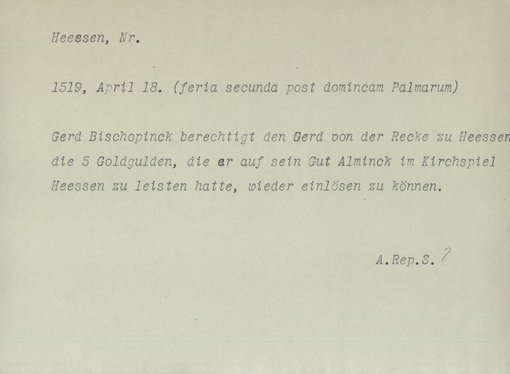 Heessen, Nr.
1519, April 18. (feria secunda post domincam Palmarum)
Gerd Bischopinck berechtigt den Gerd von der Recke zu Heessen
die 5 Goldgulden, die er auf sein Gut Alminck im Kirchspiel
Heessen zu leisten hatte, wieder einlösen zu können.
A.Rep.S. ?